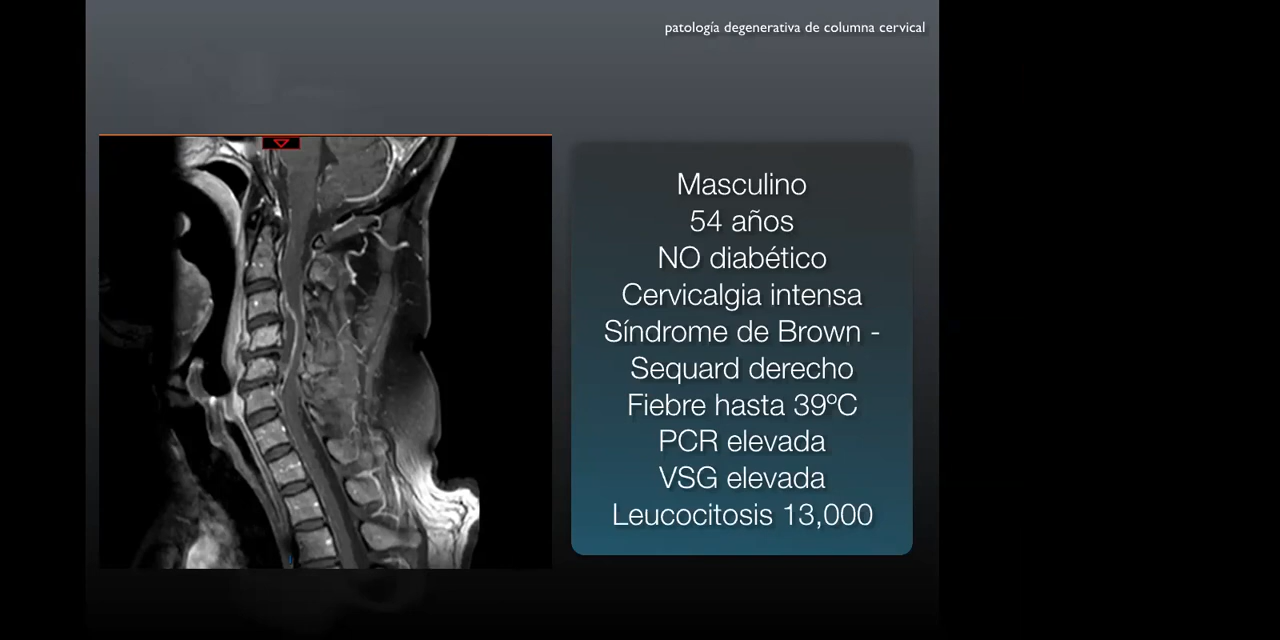 patología degenerativa de columna cervical
Masculino
54 años
NO diabético
Cervicalgia intensa
Síndrome de Brown -
Sequard derecho
Fiebre hasta 39ºC
PCR elevada
VSG elevada
Leucocitosis 13,000